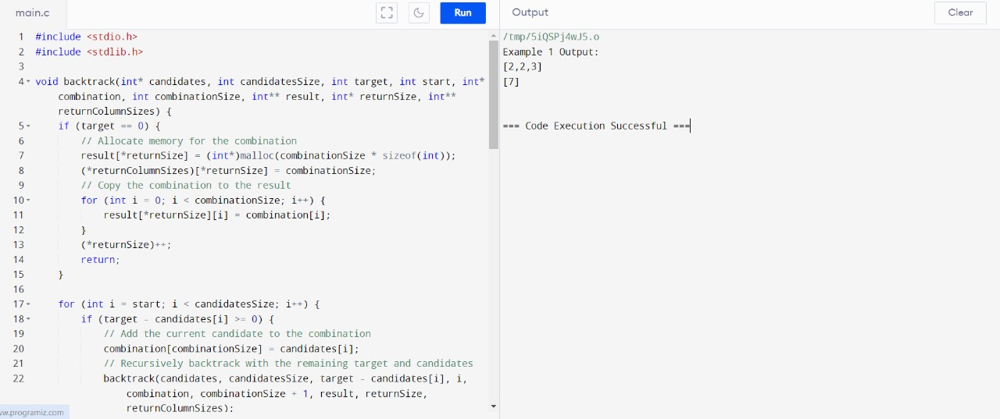 main.c
Run
Output
Clear
1 #include <stdio.h>
2 #include <stdlib.h>
3
4 void backtrack(int* candidates, int candidatesSize, int target, int start, int*
combination, int combinationSize, int** result, int* returnSize, int**
returnColumnSizes) {
5 if (target == 0) {
6 // Allocate memory for the combination
7 result[*returnSize] = (int*)malloc(combinationSize * sizeof(int));
8 (*returnColumnSizes)[*returnSize] = combinationSize;
9 // Copy the combination to the result
10 for (int i = 0; i < combinationSize; i++) {
11 result[*returnSize][i] = combination[i];
12 }
13 (*returnSize)++;
14 return;
15 }
16
17 for (int i = start; i < candidatesSize; i++) {
18 if (target - candidates[i] >= 0) {
19 // Add the current candidate to the combination
20 combination[combinationSize] = candidates[i];
21 // Recursively backtrack with the remaining target and candidates
22 backtrack(candidates, candidatesSize, target - candidates[i], i,
combination, combinationSize + 1, result, returnSize,
returnColumnSizes);
/tmp/5iQSPj4wJ5.o
Example 1 Output:
[2,2,3]
[7]
=== Code Execution Successful ===
w.programiz.com